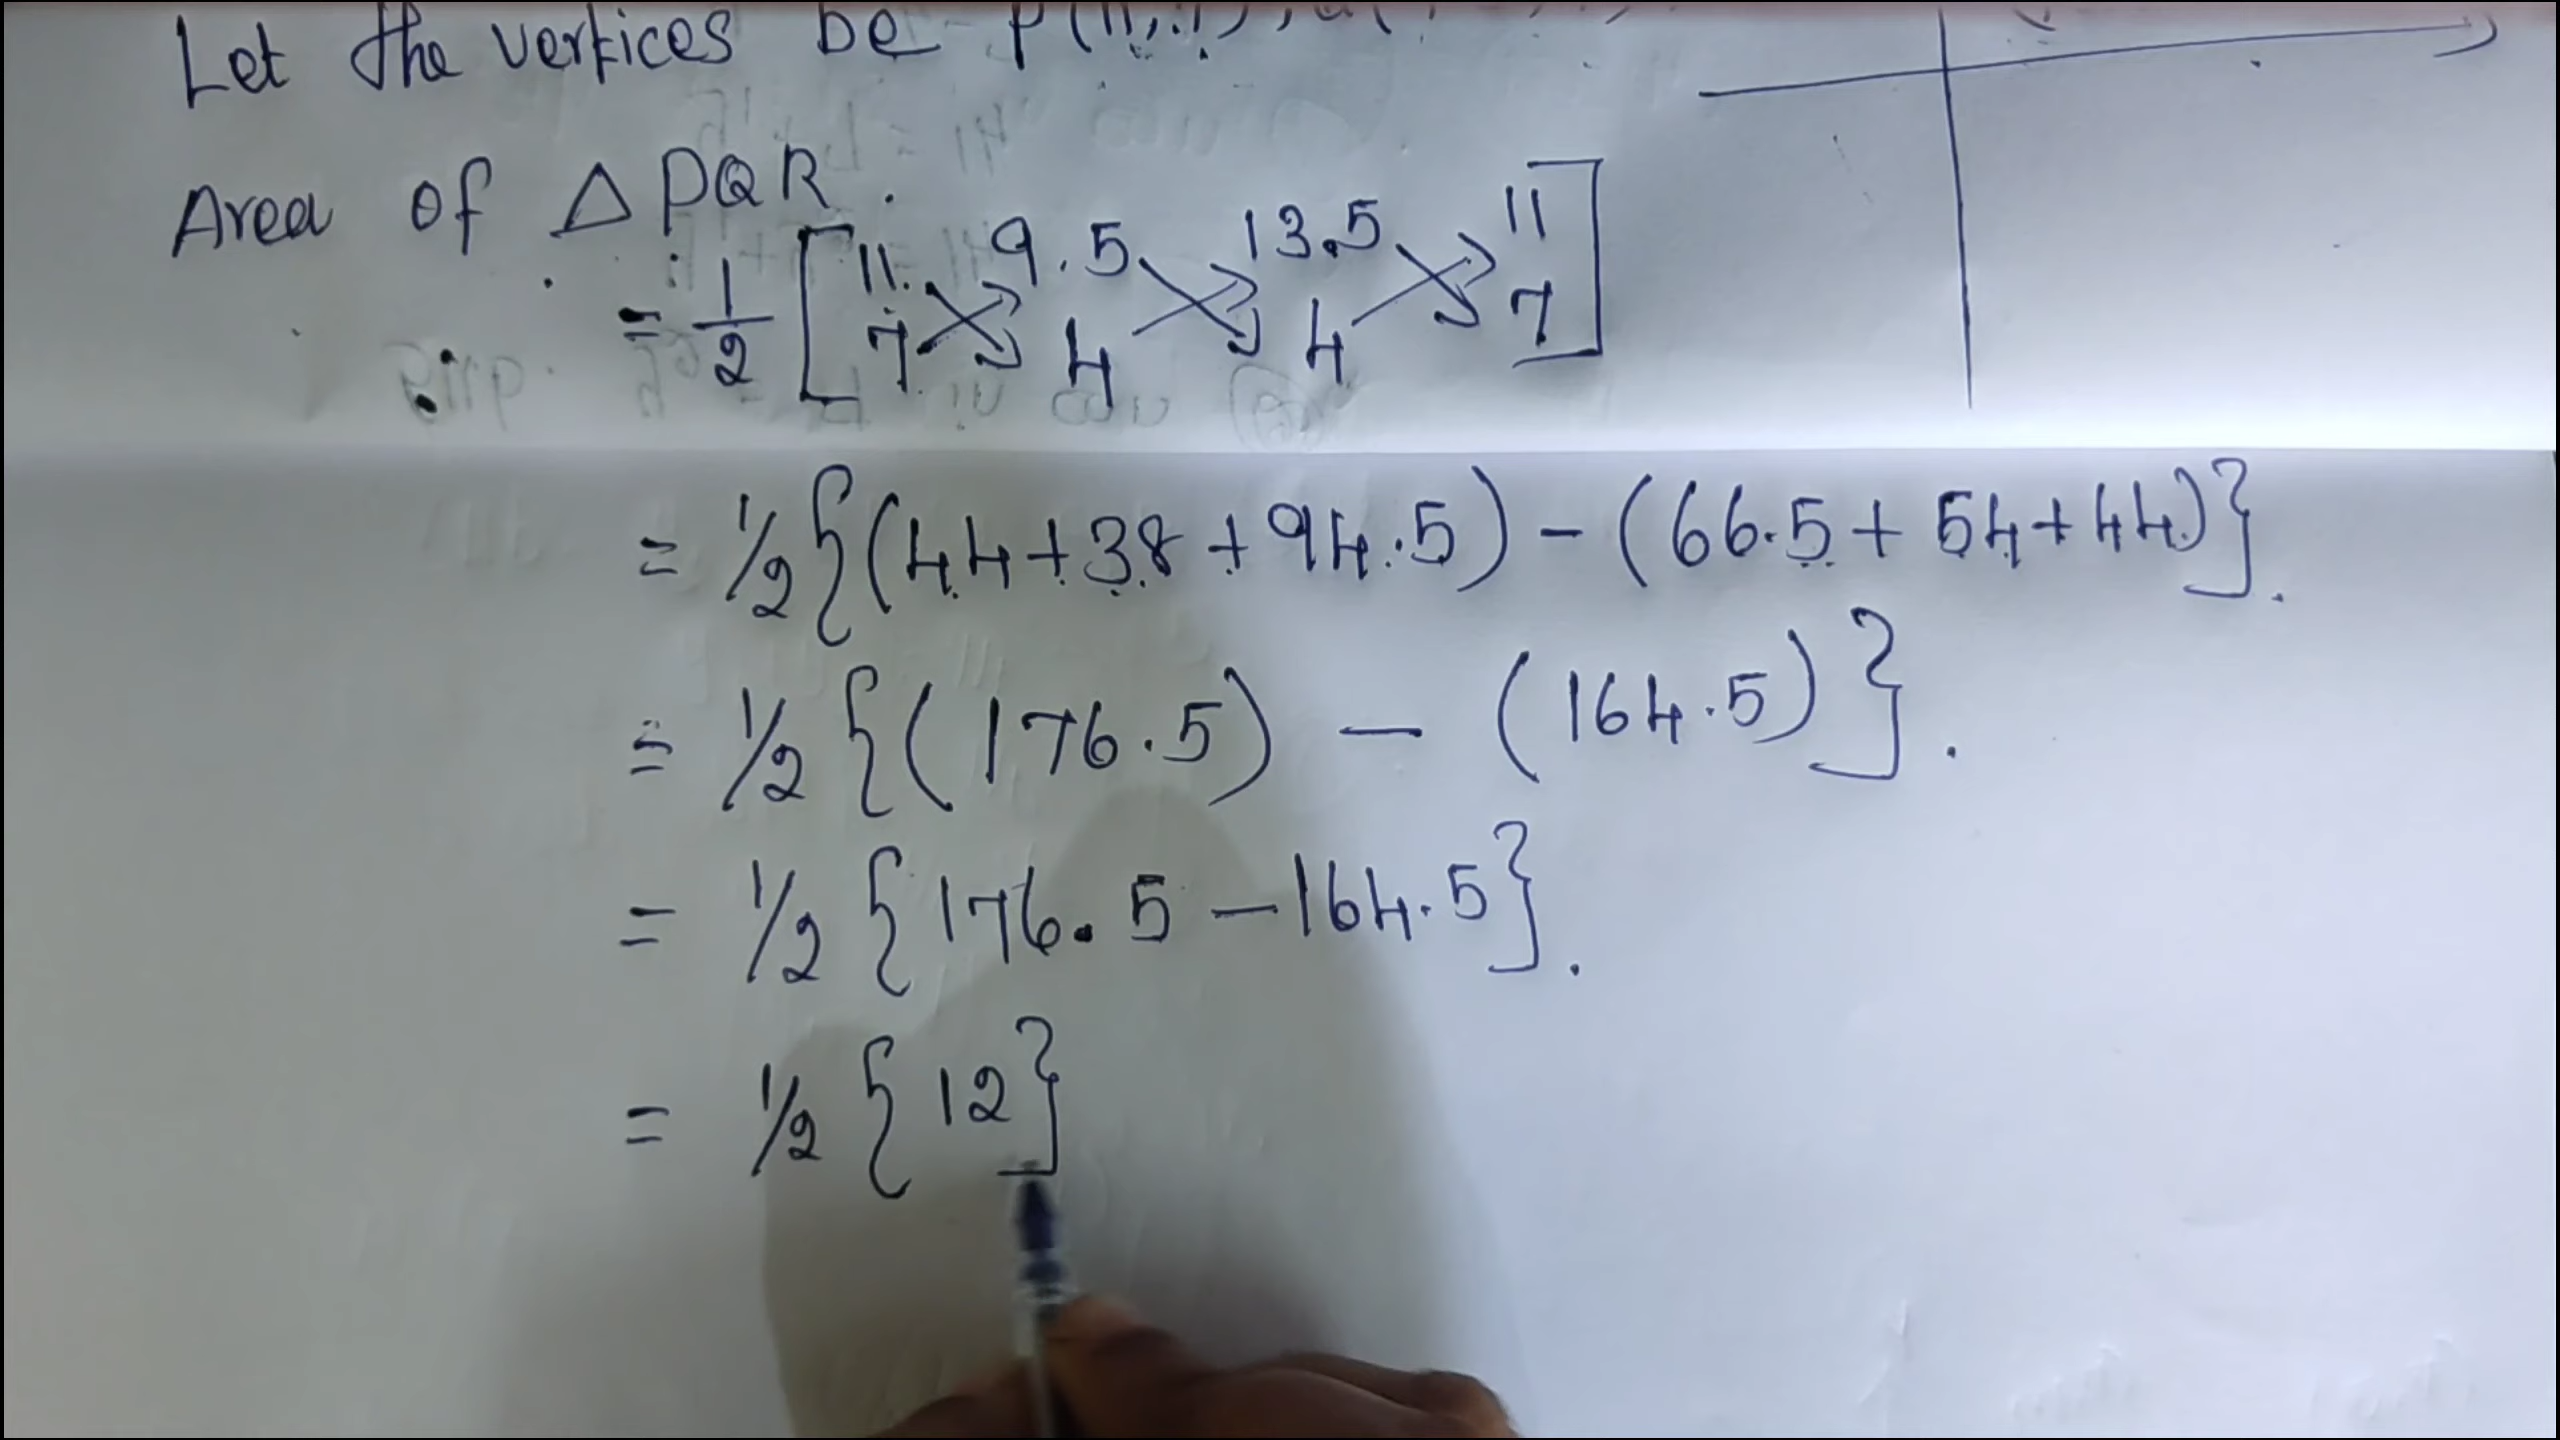 Let the vertices be P(11,
Area of △ PQR.
= 1/2 [ 11 9.5 13.5 11
7 4 4 7 ]
= 1/2 { (44 + 38 + 94.5) - (66.5 + 54 + 44) }.
= 1/2 { (176.5) - (164.5) }.
= 1/2 { 176.5 - 164.5 }.
= 1/2 { 12 }